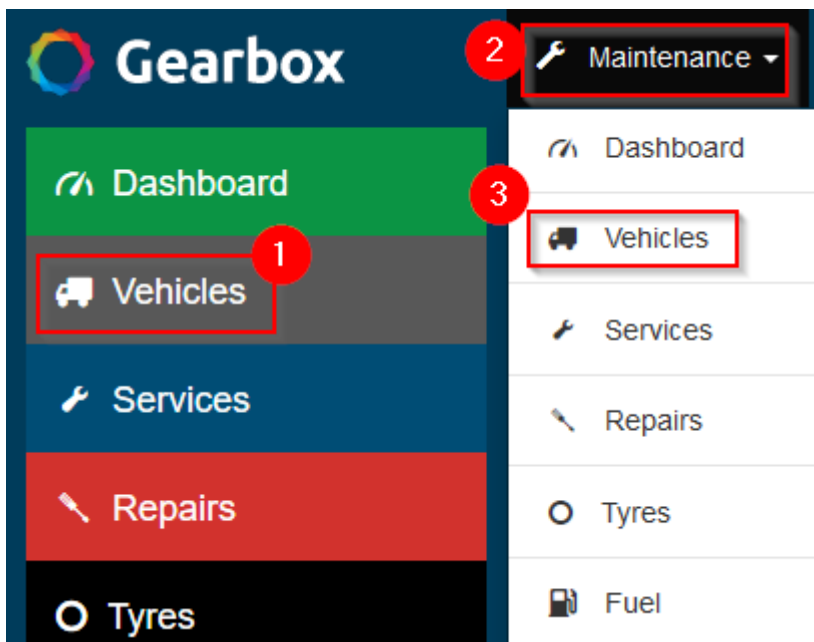 Gearbox
Dashboard
1
Vehicles
Services
Repairs
Tyres
2
Maintenance
Dashboard
3
Vehicles
Services
Repairs
Tyres
Fuel